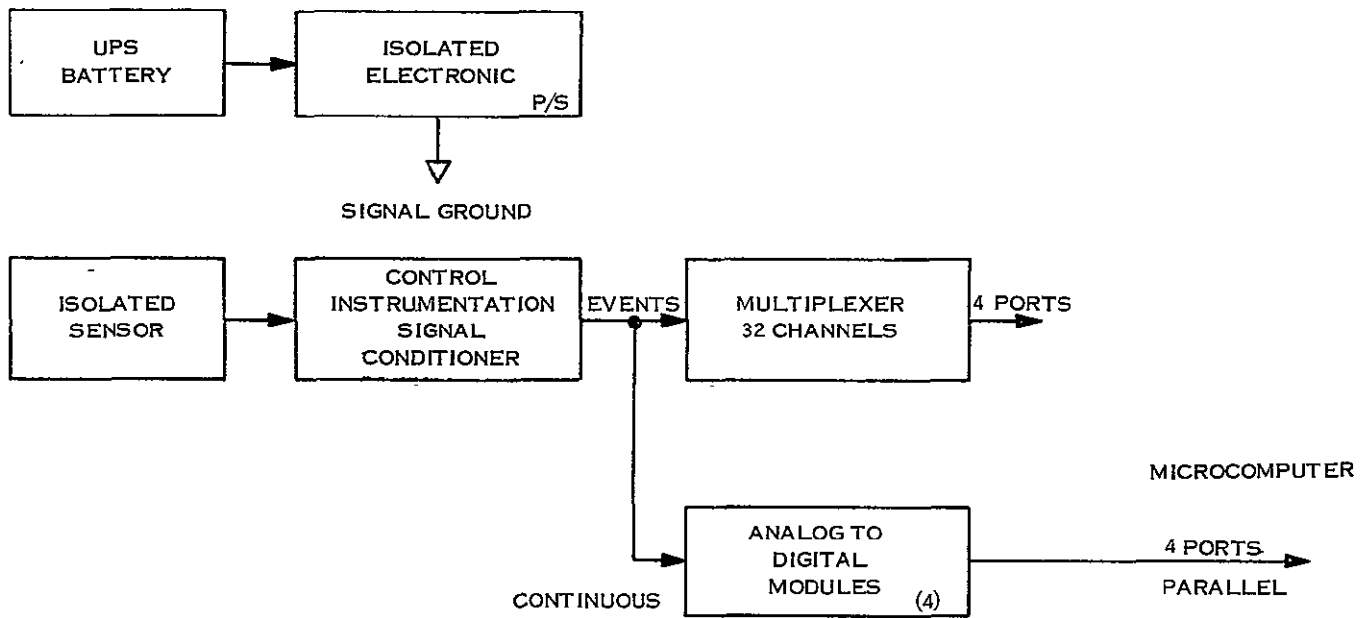 UPS
BATTERY
ISOLATED
ELECTRONIC
P/S
SIGNAL GROUND
ISOLATED
SENSOR
CONTROL
INSTRUMENTATION
SIGNAL
CONDITIONER
EVENTS
MULTIPLEXER
32 CHANNELS
4 PORTS
MICROCOMPUTER
CONTINUOUS
ANALOG TO
DIGITAL
MODULES
(4)
4 PORTS
PARALLEL